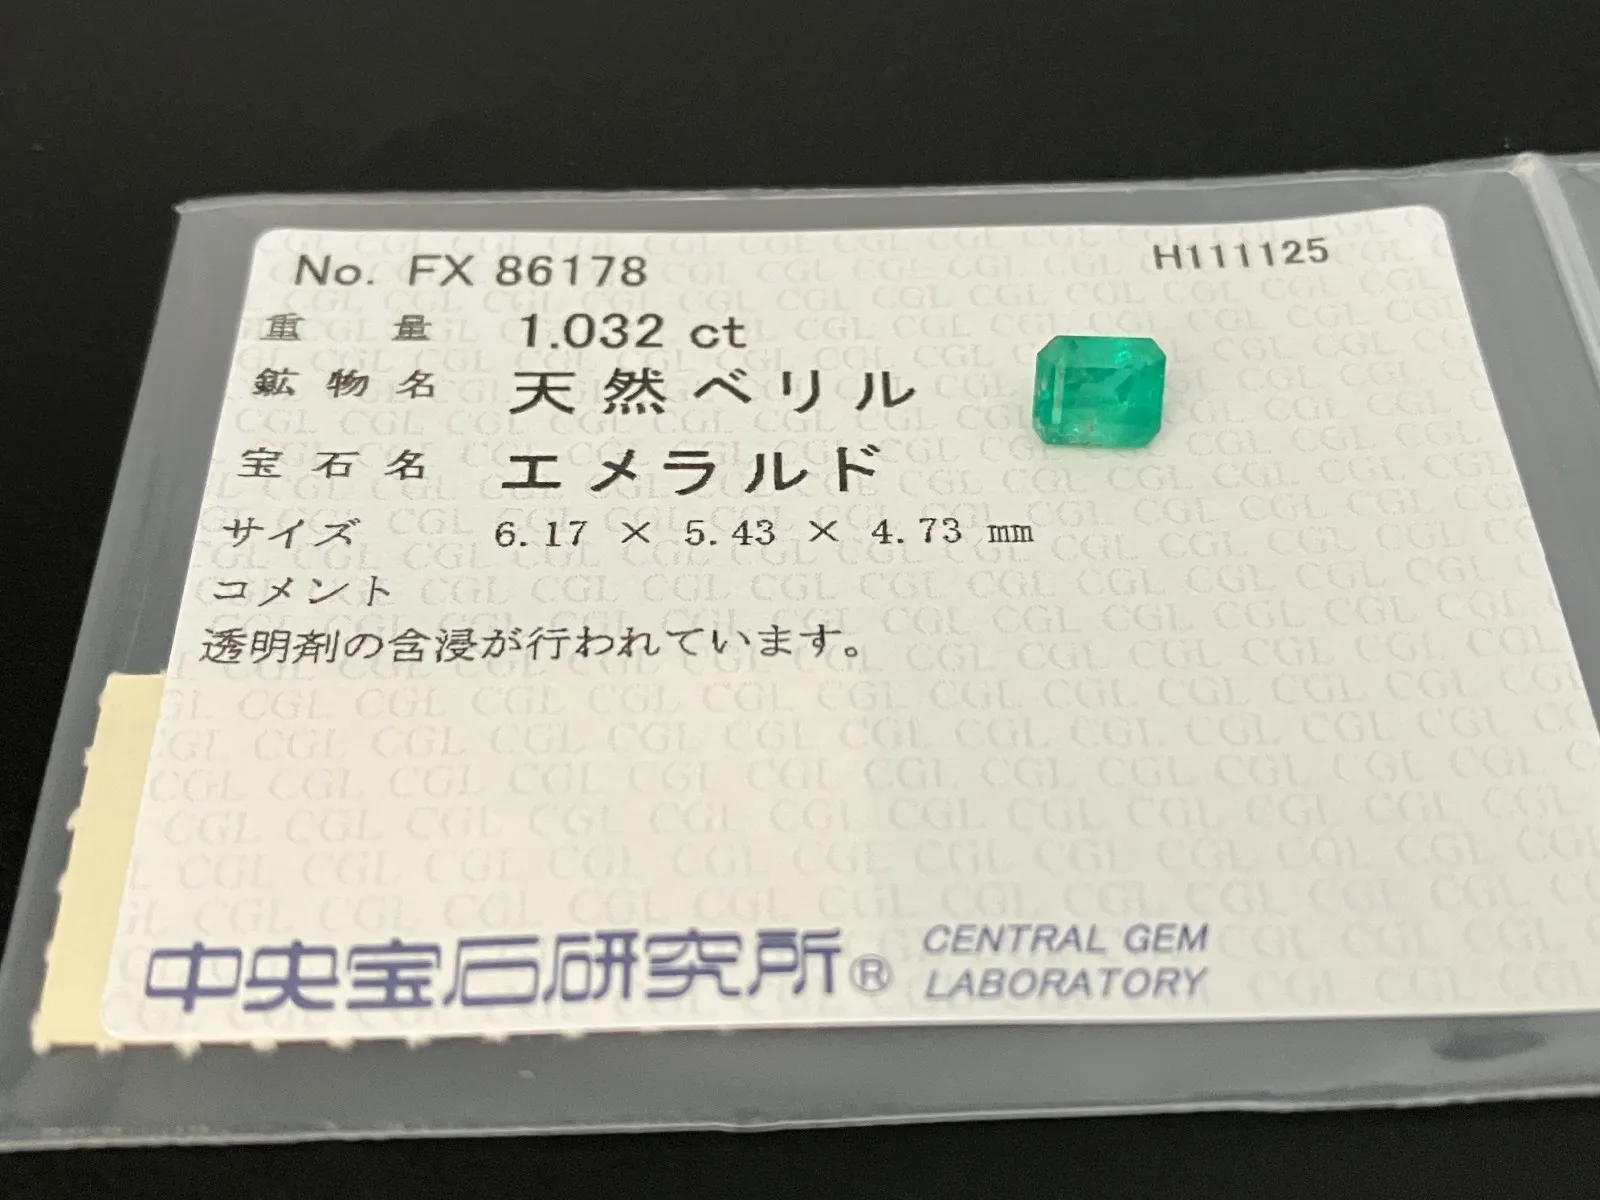 No. FX 86178 H111125
重量 1.032 ct
鉱物名 天然ベリル
宝石名 エメラルド
サイズ 6.17 × 5.43 × 4.73 mm
コメント
透明剤の含浸が行われています。
中央宝石研究所® CENTRAL GEM
LABORATORY